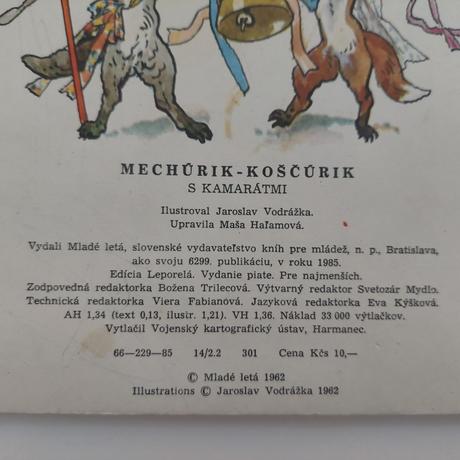 MECHÚRIK-KOŠČÚRIK
S KAMARÁTMI
Ilustroval Jaroslav Vodrážka.
Upravila Maša Haľamová.
Vydali Mladé letá, slovenské vydavateľstvo kníh pre mládež, n. p., Bratislava,
ako svoju 6299. publikáciu, v roku 1985.
Edícia Leporelá. Vydanie piate. Pre najmenších.
Zodpovedná redaktorka Božena Trilecová. Výtvarný redaktor Svetozár Mydlo.
Technická redaktorka Viera Fabianová. Jazyková redaktorka Eva Kýšková.
AH 1,34 (text 0,13, ilustr. 1,21). VH 1,36. Náklad 33 000 výtlačkov.
Vytlačil Vojenský kartografický ústav, Harmanec.
66—229—85 14/2.2 301 Cena Kčs 10,—
© Mladé letá 1962
Illustrations © Jaroslav Vodrážka 1962